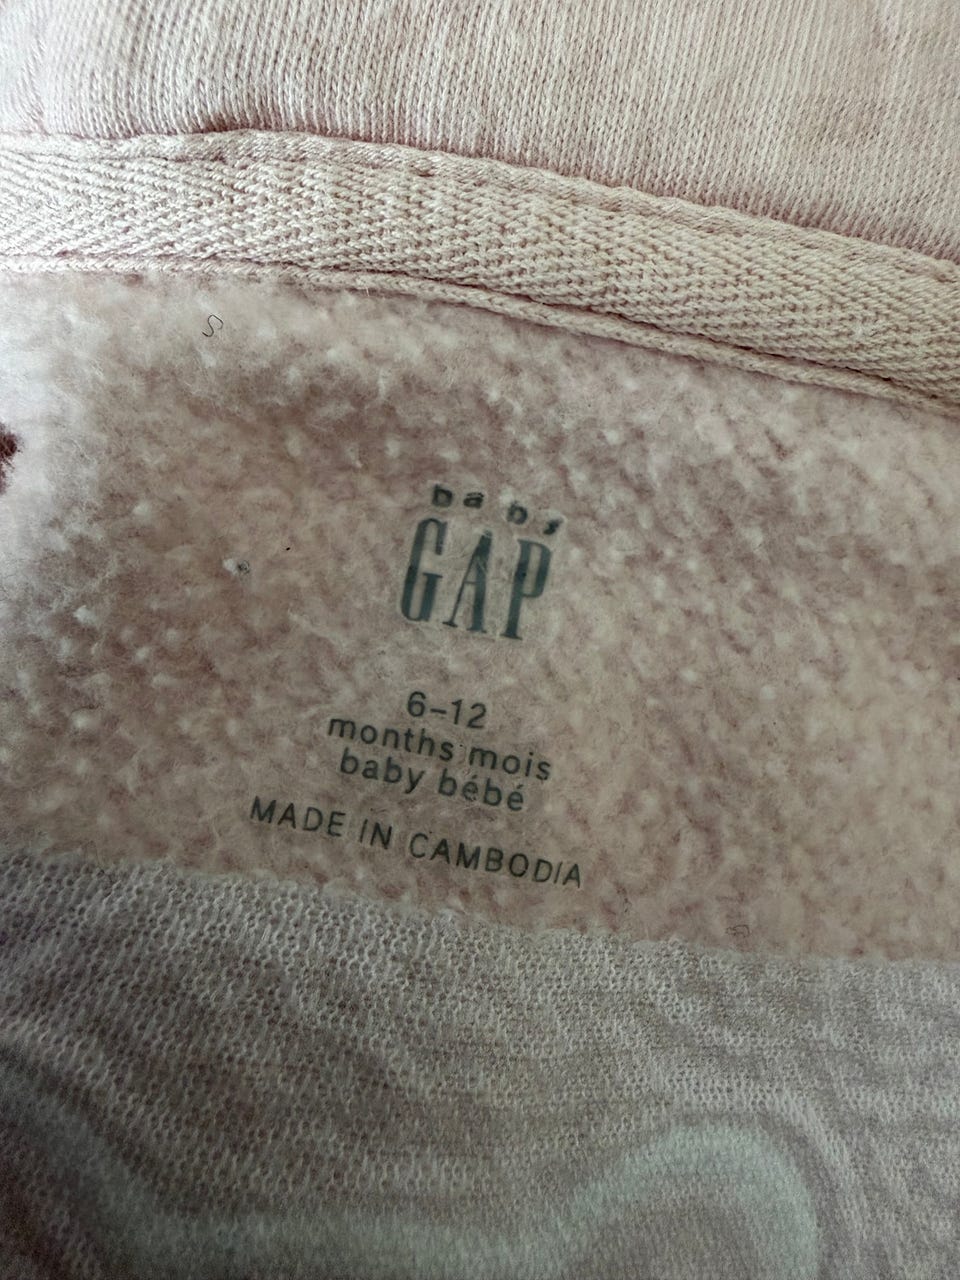 baby
GAP
6-12
months mois
baby bébé
MADE IN CAMBODIA